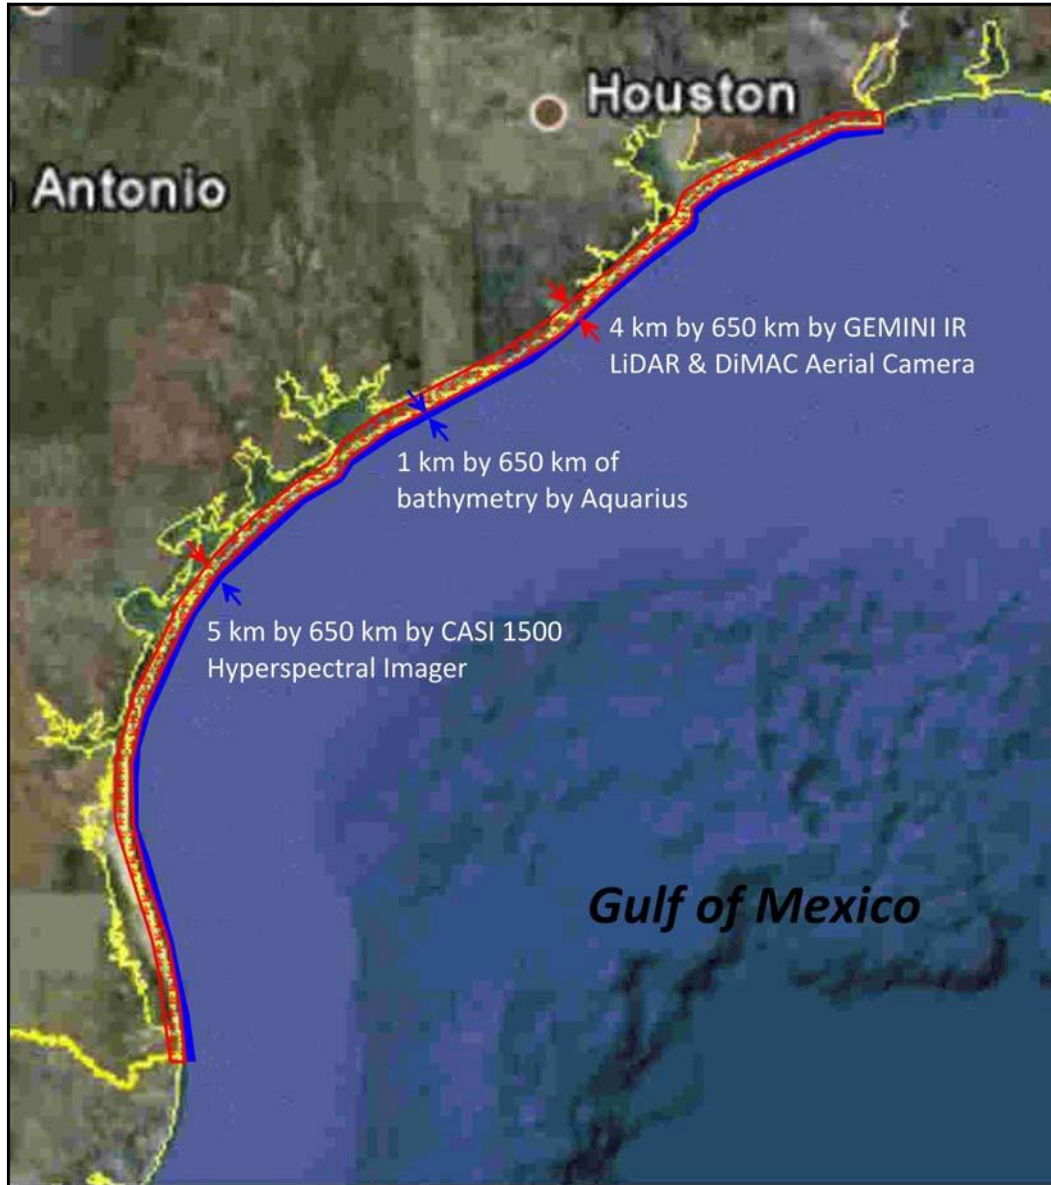 Houston
Antonio
4 km by 650 km by GEMINI IR
LiDAR & DiMAC Aerial Camera
1 km by 650 km of
bathymetry by Aquarius
5 km by 650 km by CASI 1500
Hyperspectral Imager
Gulf of Mexico